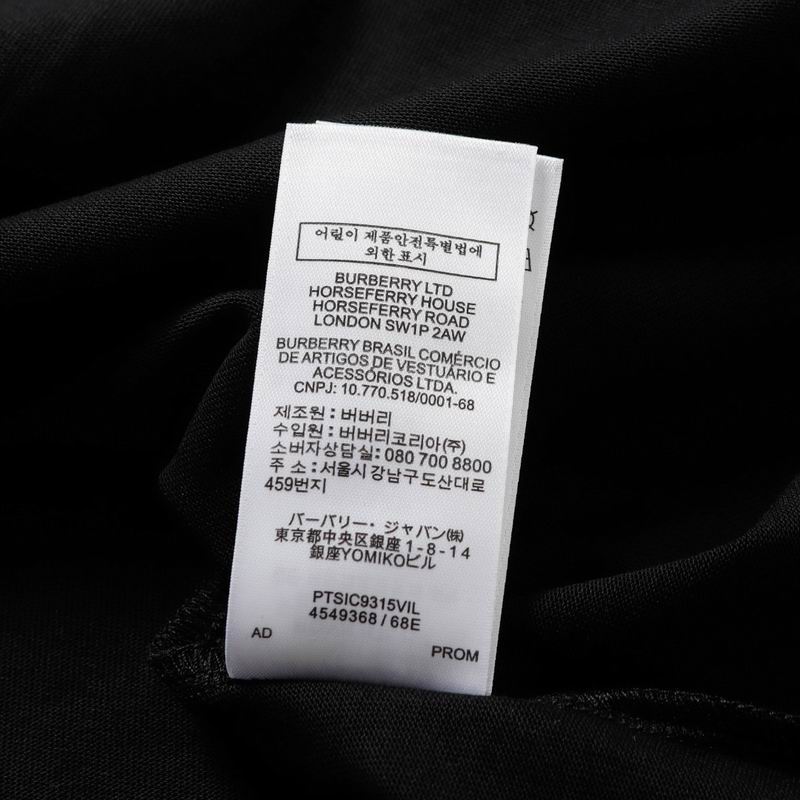 어린이 제품안전특별법에
의한 표시
BURBERRY LTD
HORSEFERRY HOUSE
HORSEFERRY ROAD
LONDON SW1P 2AW
BURBERRY BRASIL COMÉRCIO
DE ARTIGOS DE VESTUÁRIO E
ACESSÓRIOS LTDA.
CNPJ: 10.770.518/0001-68
제조원 : 버버리
수입원 : 버버리코리아(주)
소비자상담실: 080 700 8800
주 소 : 서울시 강남구 도산대로
459번지
バーバリー・ジャパン㈱
東京都中央区銀座 1-8-14
銀座YOMIKOビル
PTSIC9315VIL
4549368 / 68E
AD
PROM